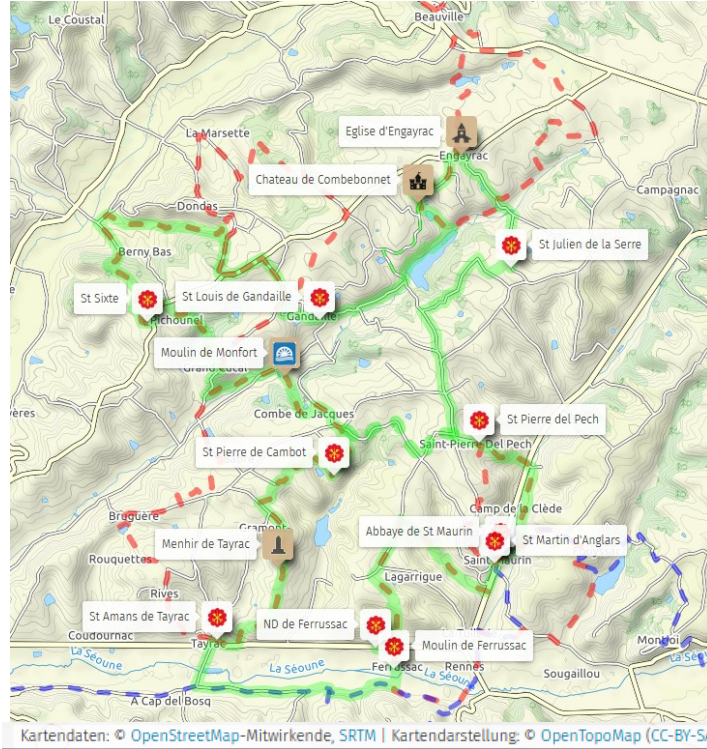 Beauville
Le Coustal
La Marsette
Eglise d'Engayrac
Engayrac
Chateau de Combebonnet
Campagnac
Dondas
St Julien de la Serre
Berny Bas
St Sixte
St Louis de Gandaille
Pichounel
Gandaille
Moulin de Monfort
Grand Cucal
Combe de Jacques
St Pierre del Pech
Saint-Pierre Del Pech
St Pierre de Cambot
Camp de la Clède
Bruguère
Gramont
Abbaye de St Maurin
St Martin d'Anglars
Menhir de Tayrac
Saint-Maurin
Rouquettes
Lagarrigue
Rives
St Amans de Tayrac
ND de Ferrussac
Coudournac
Tayrac
Moulin de Ferrussac
Montjoi
La Séoune
Ferrussac
Rennes
Sougaillou
La Séoune
A Cap del Bosq
Kartendaten: © OpenStreetMap-Mitwirkende, SRTM | Kartendarstellung: © OpenTopoMap (CC-BY-SA